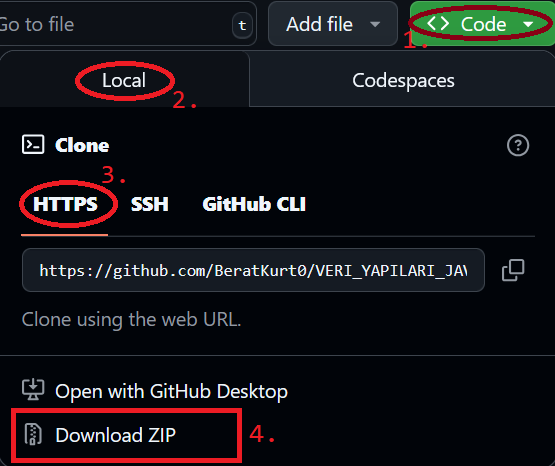 Go to file
t
Add file
<> Code
1.
Local
Codespaces
2.
Clone
?
3.
HTTPS
SSH
GitHub CLI
https://github.com/BeratKurt0/VERI_YAPILARI_JAV
Clone using the web URL.
Open with GitHub Desktop
Download ZIP
4.